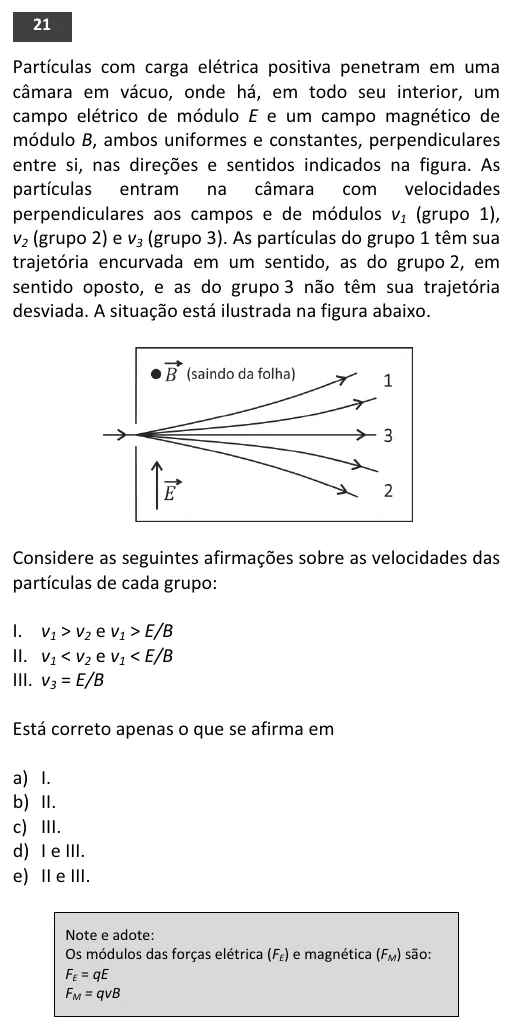 21
Partículas com carga elétrica positiva penetram em uma
câmara em vácuo, onde há, em todo seu interior, um
campo elétrico de módulo E e um campo magnético de
módulo B, ambos uniformes e constantes, perpendiculares
entre si, nas direções e sentidos indicados na figura. As
partículas entram na câmara com velocidades
perpendiculares aos campos e de módulos v₁ (grupo 1),
v₂ (grupo 2) e v₃ (grupo 3). As partículas do grupo 1 têm sua
trajetória encurvada em um sentido, as do grupo 2, em
sentido oposto, e as do grupo 3 não têm sua trajetória
desviada. A situação está ilustrada na figura abaixo.
B (saindo da folha)
1
3
E
2
Considere as seguintes afirmações sobre as velocidades das
partículas de cada grupo:
I. v₁ > v₂ e v₁ > E/B
II. v₁ < v₂ e v₁ < E/B
III. v₃ = E/B
Está correto apenas o que se afirma em
a) I.
b) II.
c) III.
d) I e III.
e) II e III.
Note e adote:
Os módulos das forças elétrica (Fᴇ) e magnética (Fᴍ) são:
Fᴇ = qE
Fᴍ = qvB